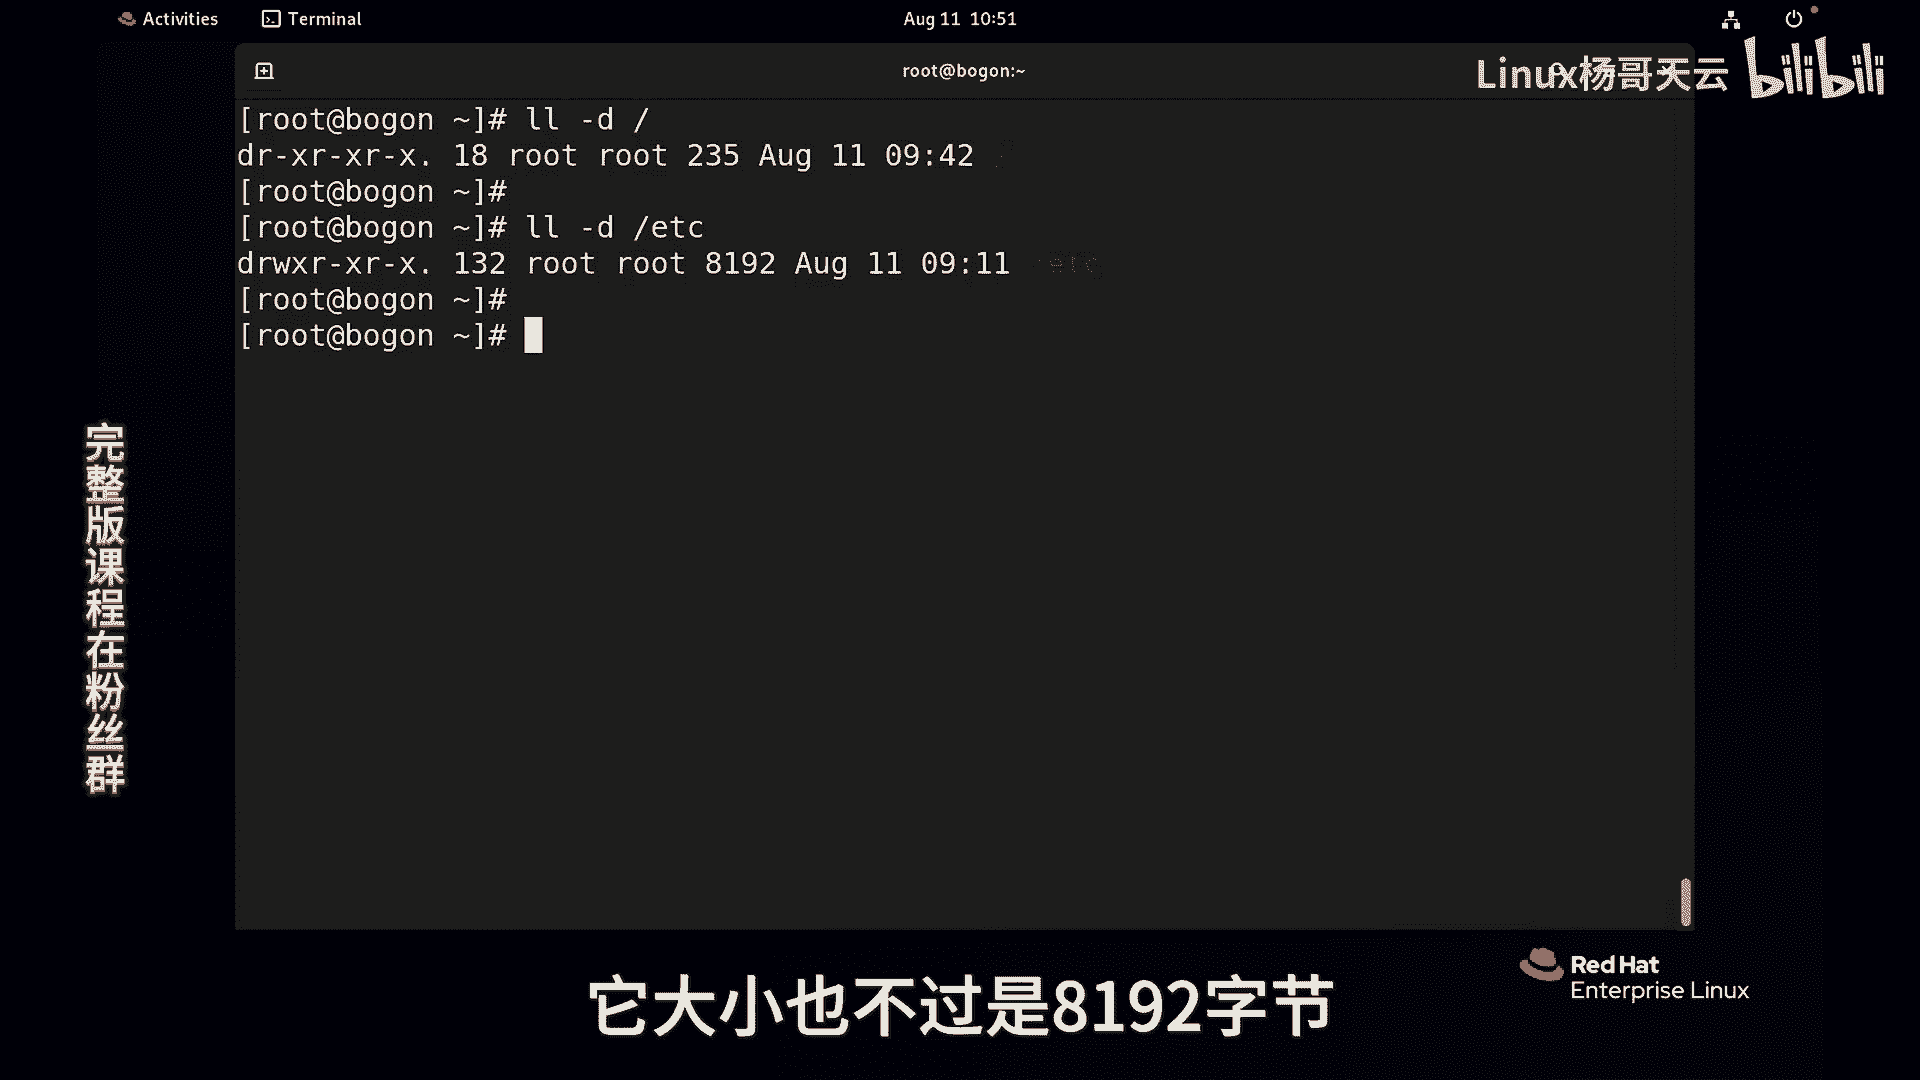 Activities
Terminal
Aug 11 10:51
root@bogon:~
Linux杨哥天云 bilibili
[root@bogon ~]# ll -d /
dr-xr-xr-x. 18 root root 235 Aug 11 09:42
[root@bogon ~]#
[root@bogon ~]# ll -d /etc
drwxr-xr-x. 132 root root 8192 Aug 11 09:11
[root@bogon ~]#
[root@bogon ~]#
完整版课程在粉丝群
Red Hat
Enterprise Linux
它大小也不过是8192字节